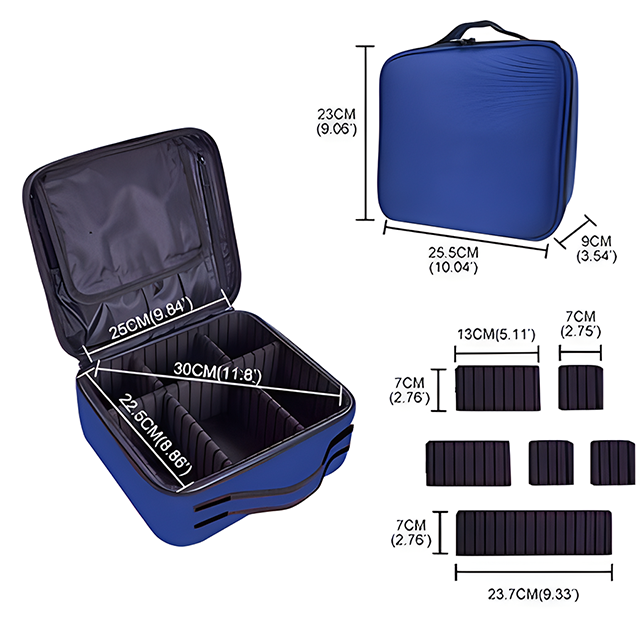 23CM
(9.06')
25.5CM
(10.04')
9CM
(3.54')
25CM(9.84')
30CM(11.8')
22.5CM(8.86')
13CM(5.11')
7CM
(2.75')
7CM
(2.76')
7CM
(2.76')
23.7CM(9.33')